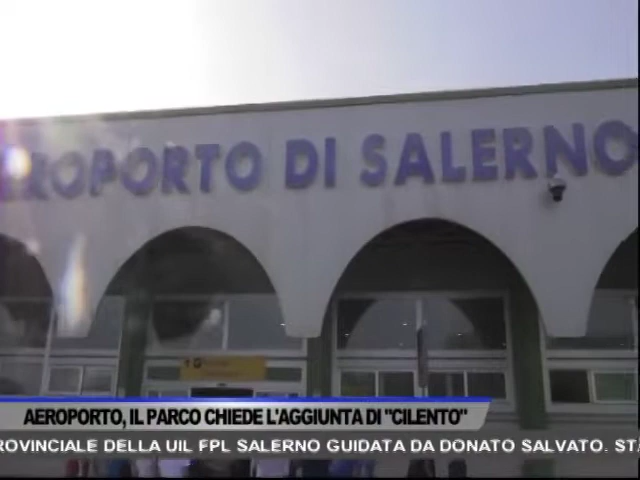 EROPORTO DI SALERNO
AEROPORTO, IL PARCO CHIEDE L'AGGIUNTA DI "CILENTO"
ROVINCIALE DELLA UIL FPL SALERNO GUIDATA DA DONATO SALVATO. STA